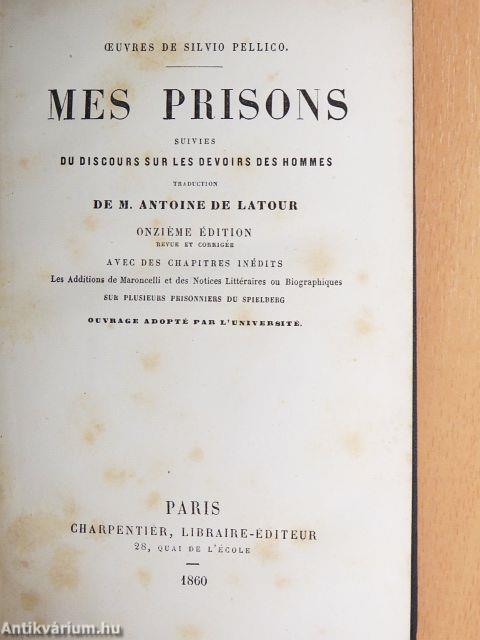 ŒUVRES DE SILVIO PELLICO.
MES PRISONS
SUIVIES
DU DISCOURS SUR LES DEVOIRS DES HOMMES
TRADUCTION
DE M. ANTOINE DE LATOUR
ONZIÈME ÉDITION
REVUE ET CORRIGÉE
AVEC DES CHAPITRES INÉDITS
Les Additions de Maroncelli et des Notices Littéraires ou Biographiques
SUR PLUSIEURS PRISONNIERS DU SPIELBERG
OUVRAGE ADOPTÉ PAR L'UNIVERSITÉ.
PARIS
CHARPENTIER, LIBRAIRE-ÉDITEUR
28, QUAI DE L'ÉCOLE
1860
Antikvárium.hu